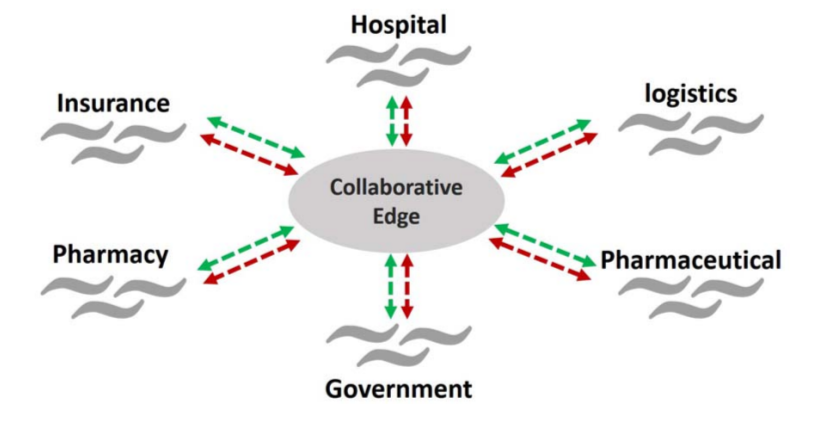 Hospital
Insurance
logistics
Collaborative
Edge
Pharmacy
Pharmaceutical
Government